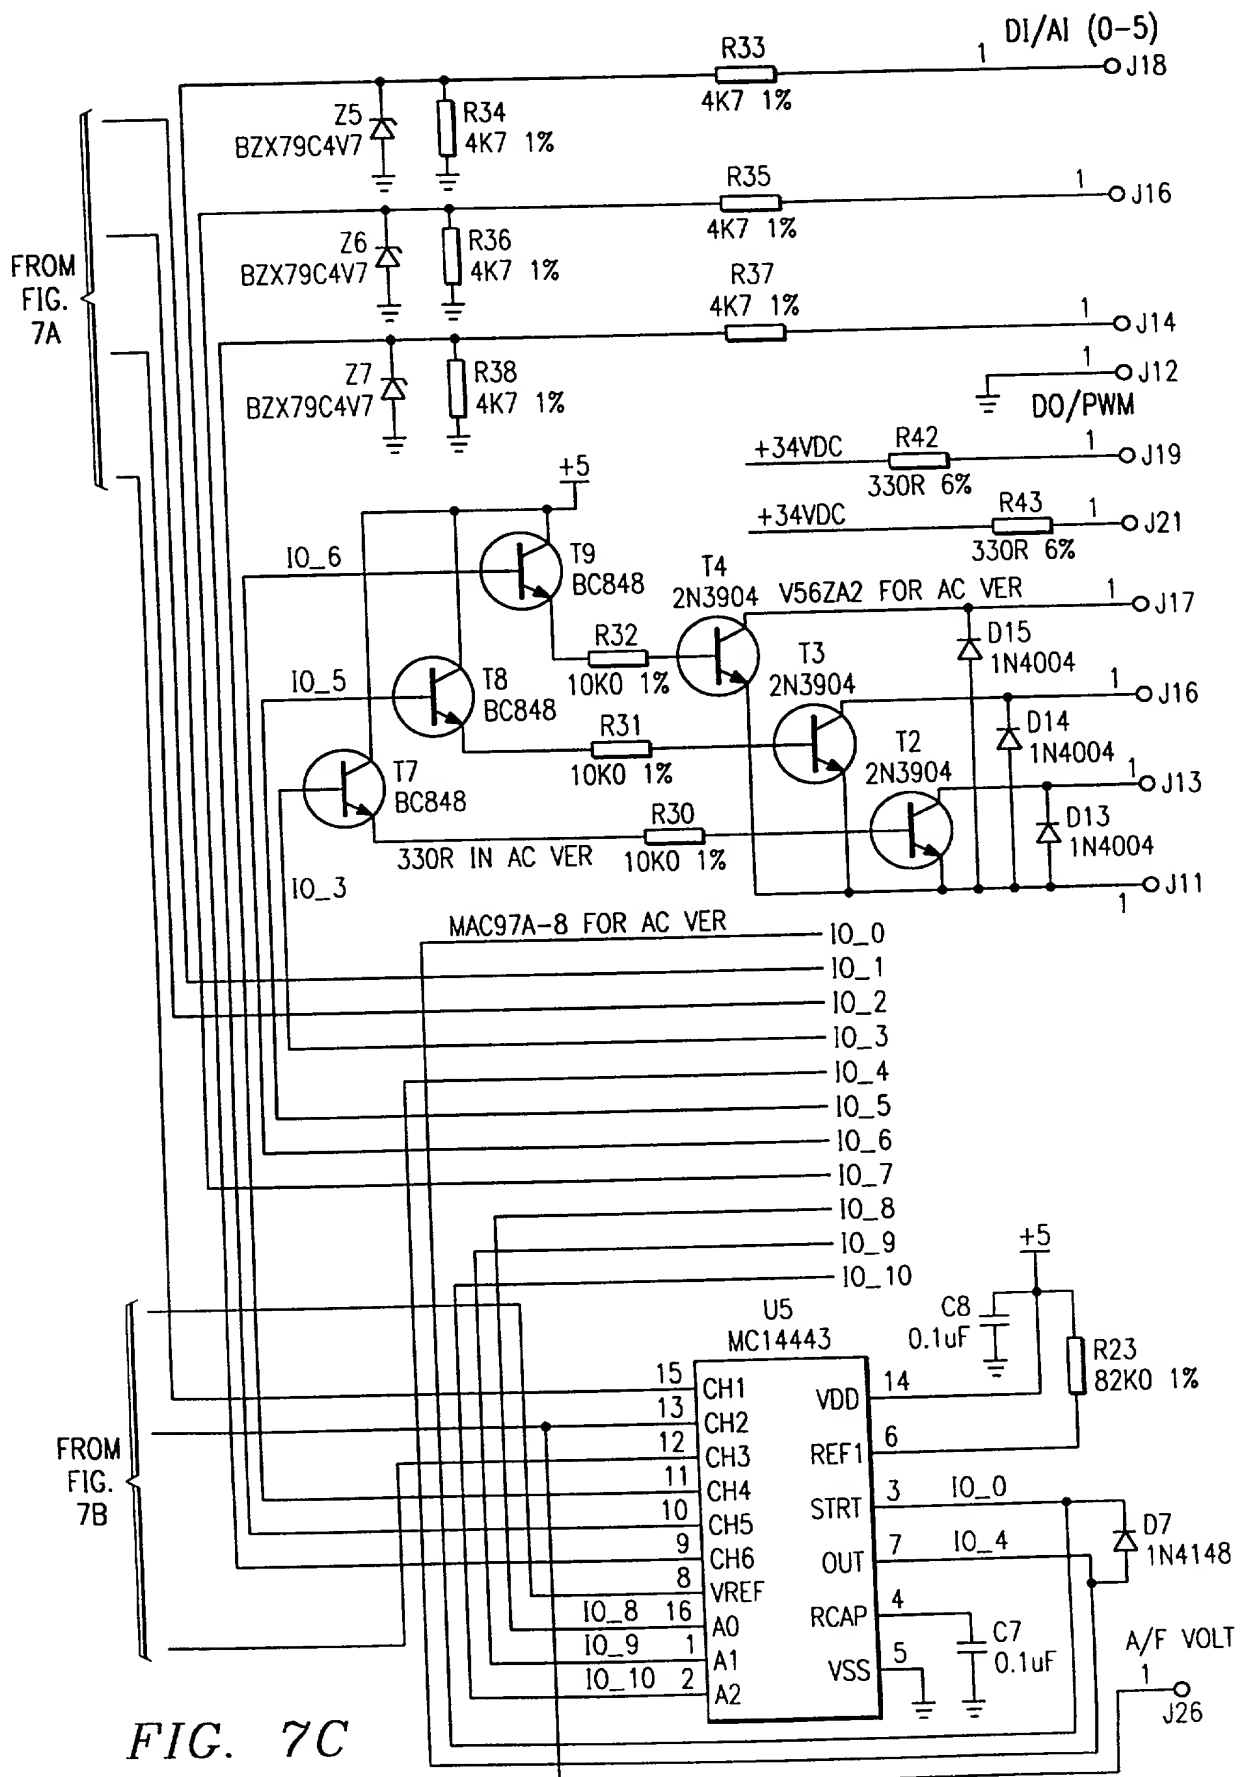 DI/AI (0-5)
R33
1
J18
4K7 1%
Z5
BZX79C4V7
R34
4K7 1%
R35
1
J16
4K7 1%
FROM
FIG.
7A
Z6
BZX79C4V7
R36
4K7 1%
R37
4K7 1%
1
J14
Z7
BZX79C4V7
R38
4K7 1%
1
J12
DO/PWM
+34VDC
R42
1
J19
330R 6%
+5
+34VDC
R43
1
J21
330R 6%
IO_6
T9
BC848
T4
2N3904
V56ZA2 FOR AC VER
1
J17
R32
10K0 1%
D15
1N4004
T3
2N3904
IO_5
T8
BC848
1
J16
R31
10K0 1%
D14
1N4004
T2
2N3904
T7
BC848
1
J13
R30
10K0 1%
D13
1N4004
330R IN AC VER
IO_3
J11
1
MAC97A-8 FOR AC VER
IO_0
IO_1
IO_2
IO_3
IO_4
IO_5
IO_6
IO_7
IO_8
IO_9
IO_10
+5
U5
MC14443
C8
0.1uF
R23
82K0 1%
FROM
FIG.
7B
15 CH1
13 CH2
12 CH3
11 CH4
10 CH5
9 CH6
8 VREF
IO_8 16 A0
IO_9 1 A1
IO_10 2 A2
VDD 14
REF1 6
STRT 3 IO_0
OUT 7 IO_4
RCAP 4
VSS 5
D7
1N4148
C7
0.1uF
A/F VOLT
1
J26
FIG. 7C